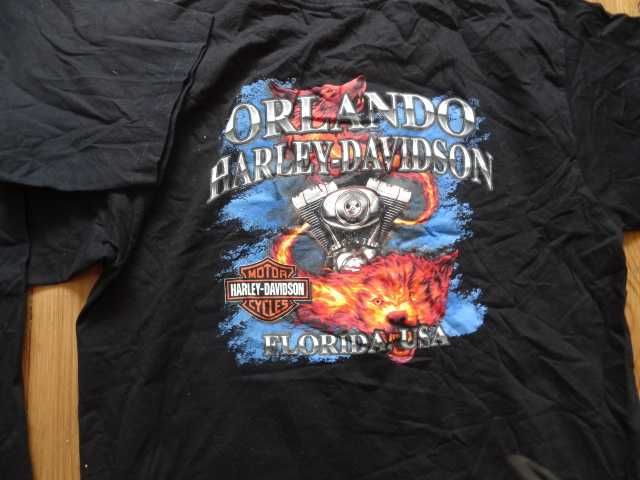 ORLANDO
HARLEY-DAVIDSON
MOTOR
HARLEY-DAVIDSON
CYCLES
FLORIDA, USA